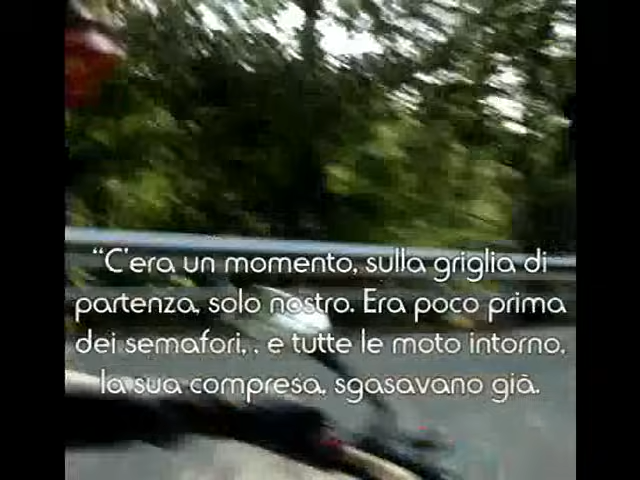 “C'era un momento, sulla griglia di
partenza, solo nostro. Era poco prima
dei semafori, , e tutte le moto intorno,
la sua compresa, sgasavano già.